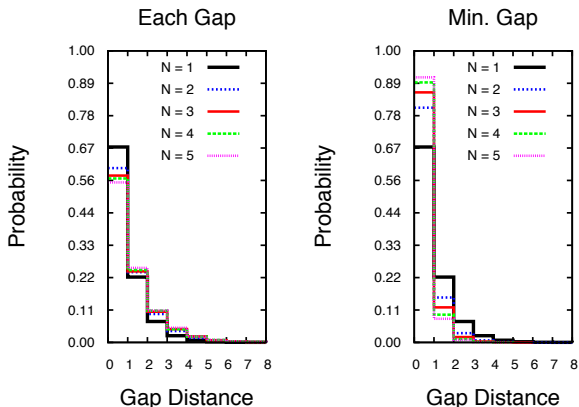 Each Gap
Probability
1.00
0.89
0.78
0.67
0.56
0.44
0.33
0.22
0.11
0.00
N = 1
N = 2
N = 3
N = 4
N = 5
0 1 2 3 4 5 6 7 8
Gap Distance
Min. Gap
Probability
1.00
0.89
0.78
0.67
0.56
0.44
0.33
0.22
0.11
0.00
N = 1
N = 2
N = 3
N = 4
N = 5
0 1 2 3 4 5 6 7 8
Gap Distance